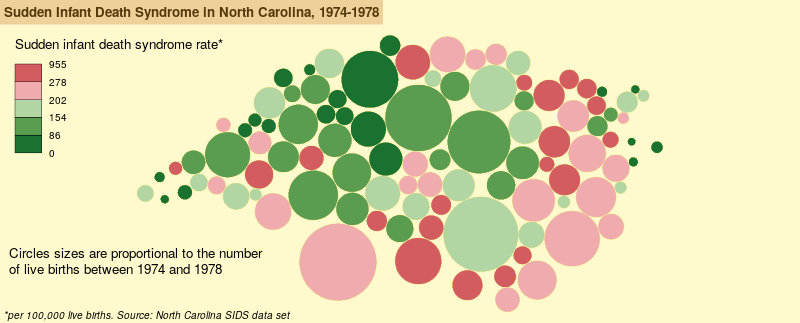 Sudden Infant Death Syndrome in North Carolina, 1974-1978
Sudden infant death syndrome rate*
955
278
202
154
86
0
Circles sizes are proportional to the number
of live births between 1974 and 1978
*per 100,000 live births. Source: North Carolina SIDS data set